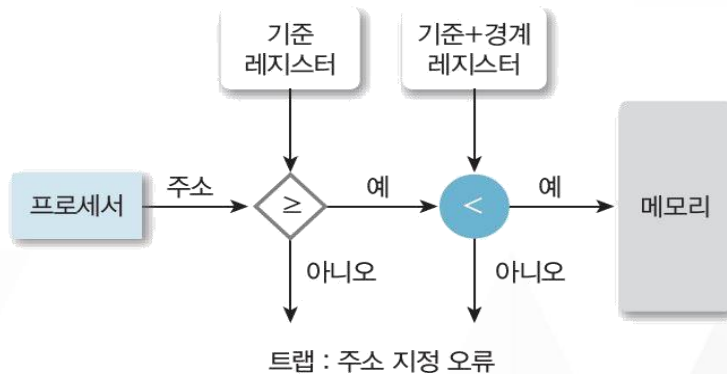 기준
레지스터
기준+경계
레지스터
프로세서
주소
≥
예
<
예
메모리
아니오
아니오
트랩 : 주소 지정 오류